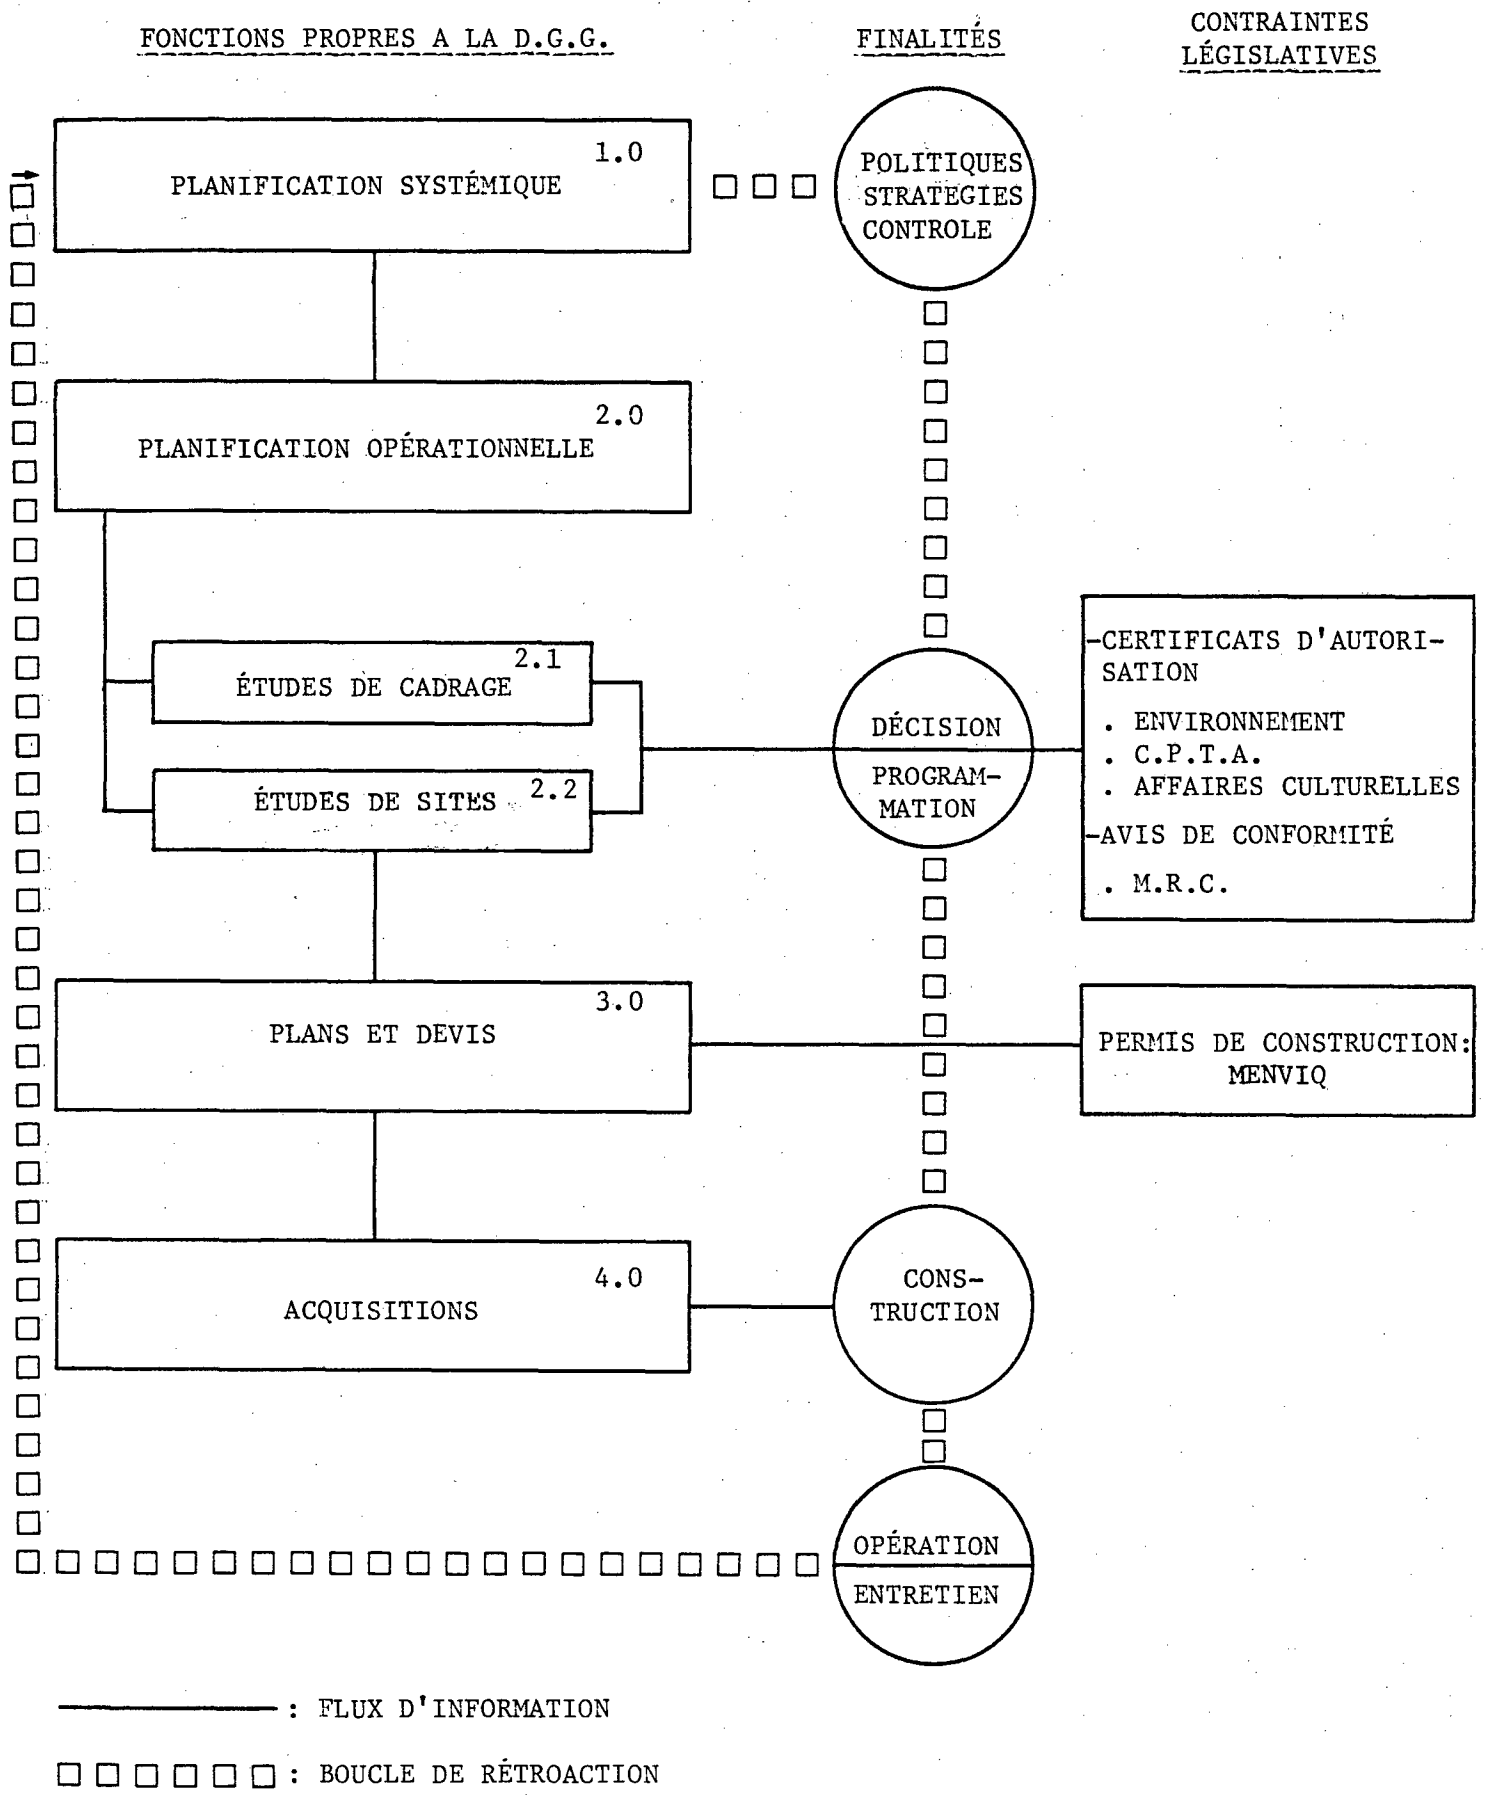 FONCTIONS PROPRES A LA D.G.G.
FINALITÉS
CONTRAINTES
LÉGISLATIVES
1.0
PLANIFICATION SYSTÉMIQUE
POLITIQUES
STRATEGIES
CONTROLE
2.0
PLANIFICATION OPÉRATIONNELLE
2.1
ÉTUDES DE CADRAGE
2.2
ÉTUDES DE SITES
DÉCISION
PROGRAM-
MATION
-CERTIFICATS D'AUTORI-
SATION
. ENVIRONNEMENT
. C.P.T.A.
. AFFAIRES CULTURELLES
-AVIS DE CONFORMITÉ
. M.R.C.
3.0
PLANS ET DEVIS
PERMIS DE CONSTRUCTION:
MENVIQ
4.0
ACQUISITIONS
CONS-
TRUCTION
OPÉRATION
ENTRETIEN
: FLUX D'INFORMATION
: BOUCLE DE RÉTROACTION